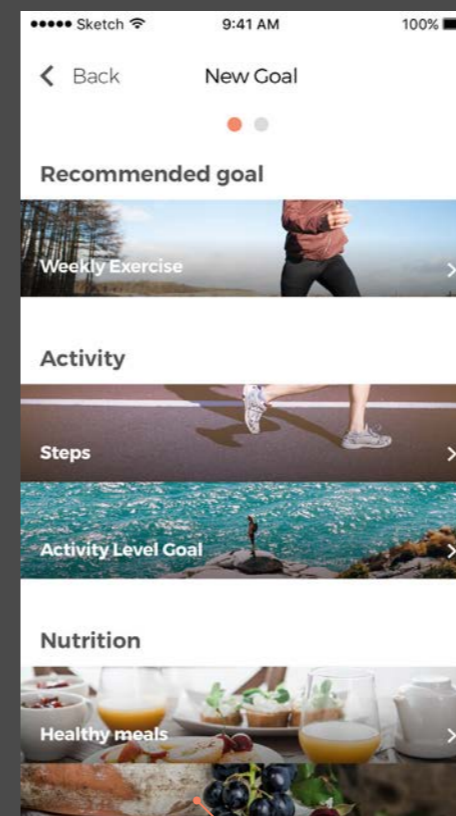 Sketch 9:41 AM 100%
Back New Goal
Recommended goal
Weekly Exercise
Activity
Steps
Activity Level Goal
Nutrition
Healthy meals